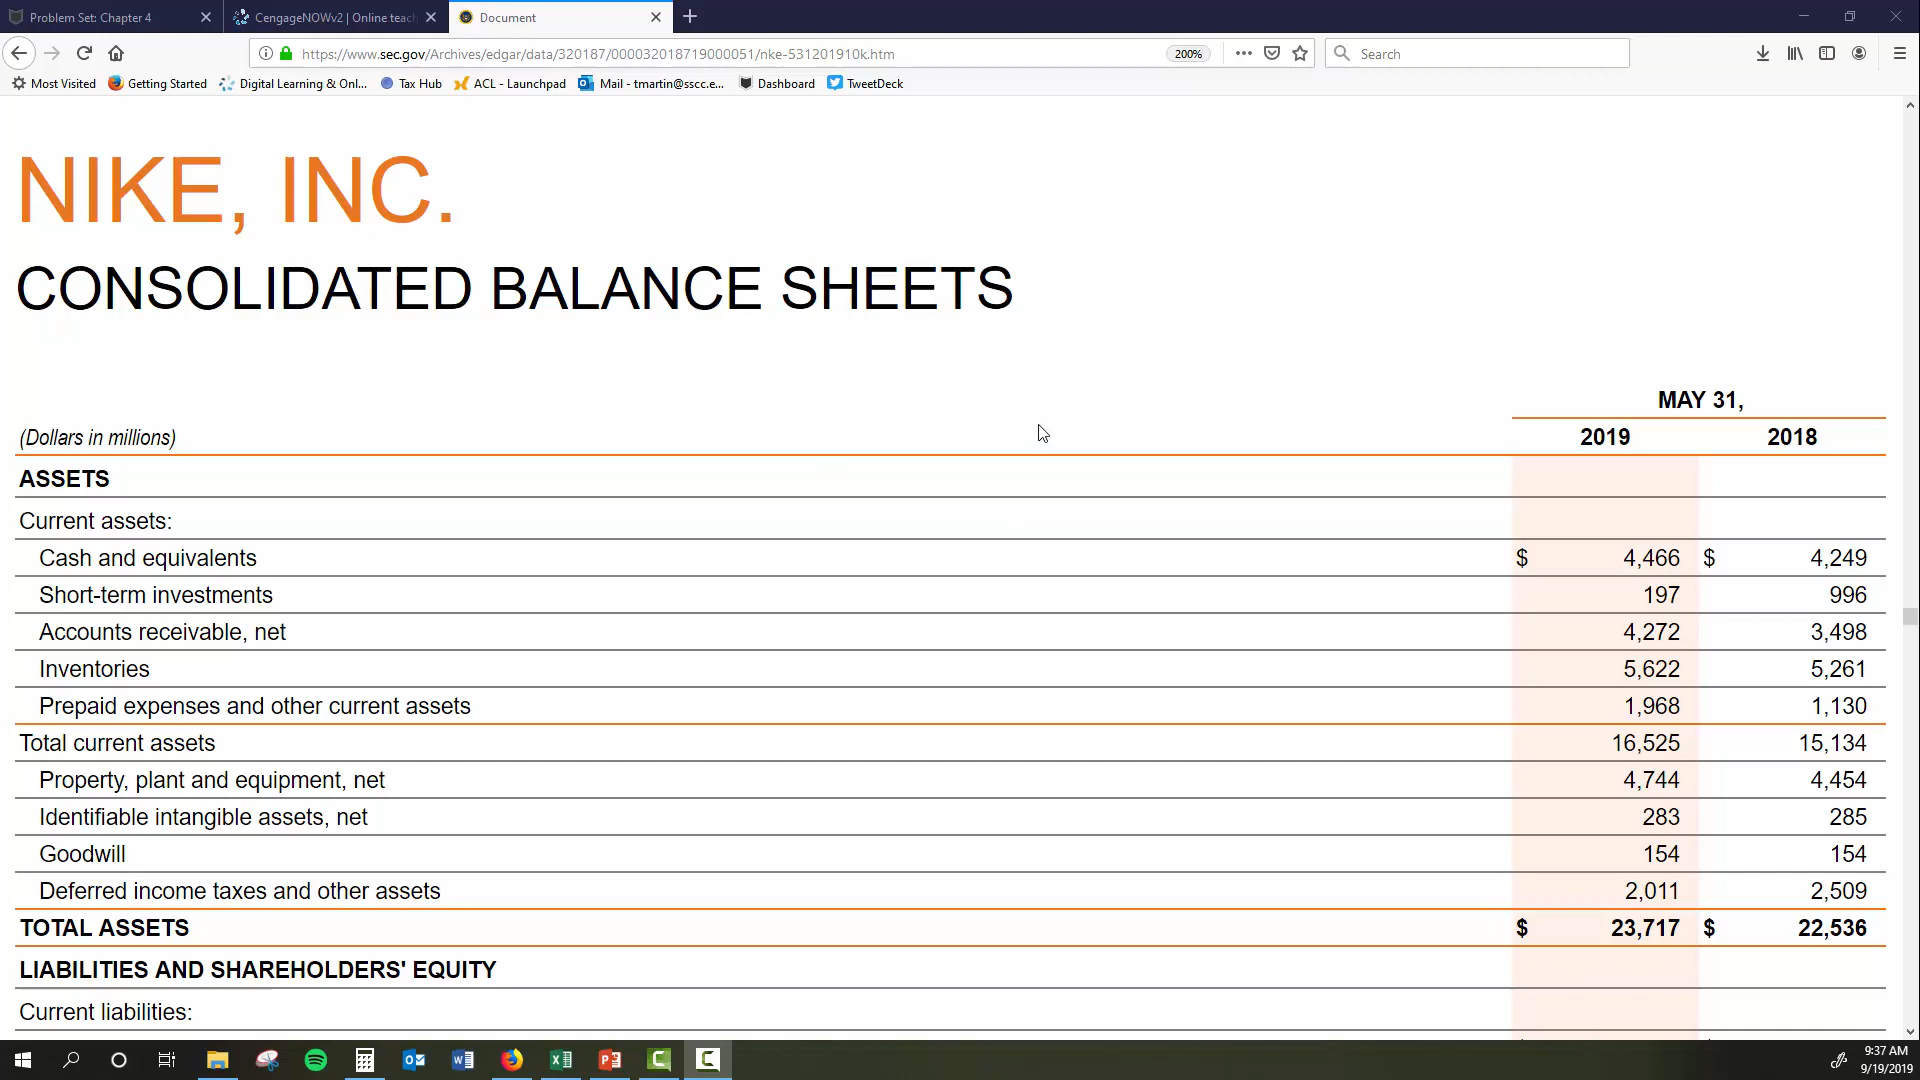 Problem Set: Chapter 4
CengageNOWv2 | Online teac
Document
https://www.sec.gov/Archives/edgar/data/320187/000032018719000051/nke-531201910k.htm
200%
Search
Most Visited
Getting Started
Digital Learning & Onl...
Tax Hub
ACL - Launchpad
Mail - tmartin@sscc.e...
Dashboard
TweetDeck
NIKE, INC.
CONSOLIDATED BALANCE SHEETS
MAY 31,
(Dollars in millions) 2019 2018
ASSETS
Current assets:
Cash and equivalents $ 4,466 $ 4,249
Short-term investments 197 996
Accounts receivable, net 4,272 3,498
Inventories 5,622 5,261
Prepaid expenses and other current assets 1,968 1,130
Total current assets 16,525 15,134
Property, plant and equipment, net 4,744 4,454
Identifiable intangible assets, net 283 285
Goodwill 154 154
Deferred income taxes and other assets 2,011 2,509
TOTAL ASSETS $ 23,717 $ 22,536
LIABILITIES AND SHAREHOLDERS' EQUITY
Current liabilities:
9:37 AM
9/19/2019